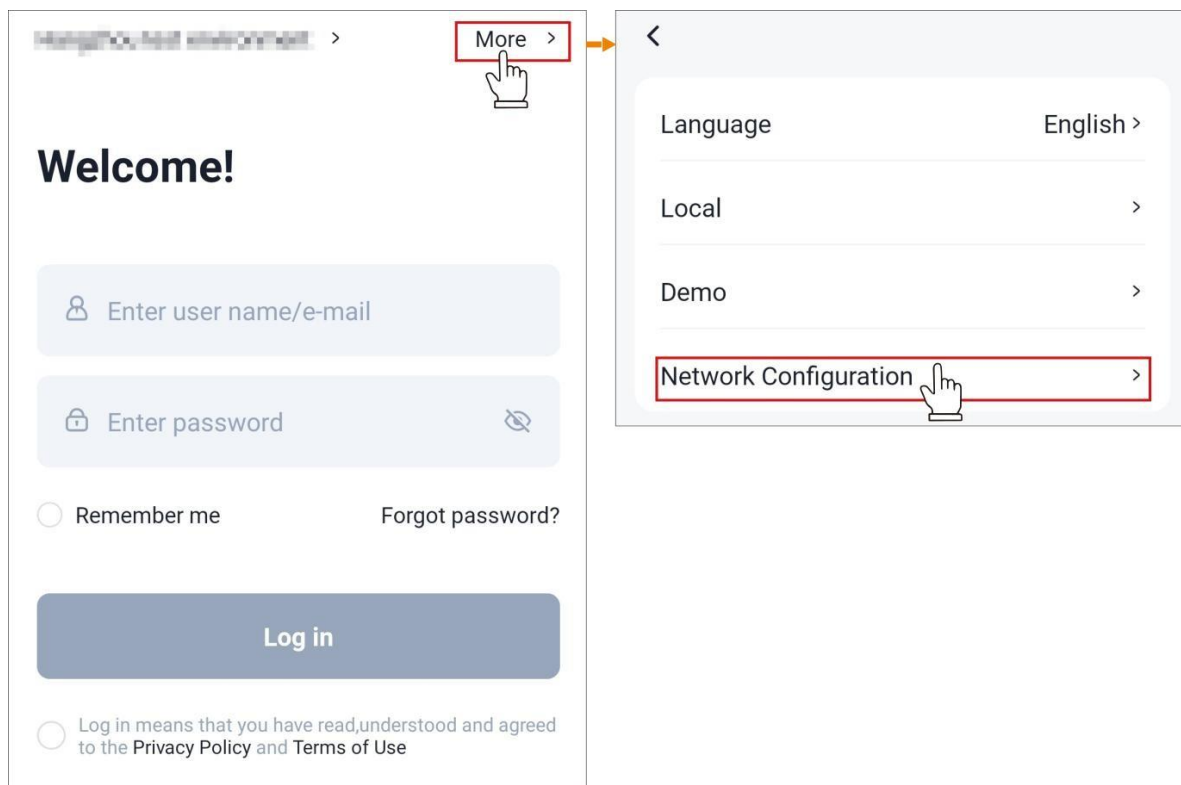 More
Welcome!
Enter user name/e-mail
Enter password
Remember me
Forgot password?
Log in
Log in means that you have read,understood and agreed
to the Privacy Policy and Terms of Use
Language
English
Local
Demo
Network Configuration